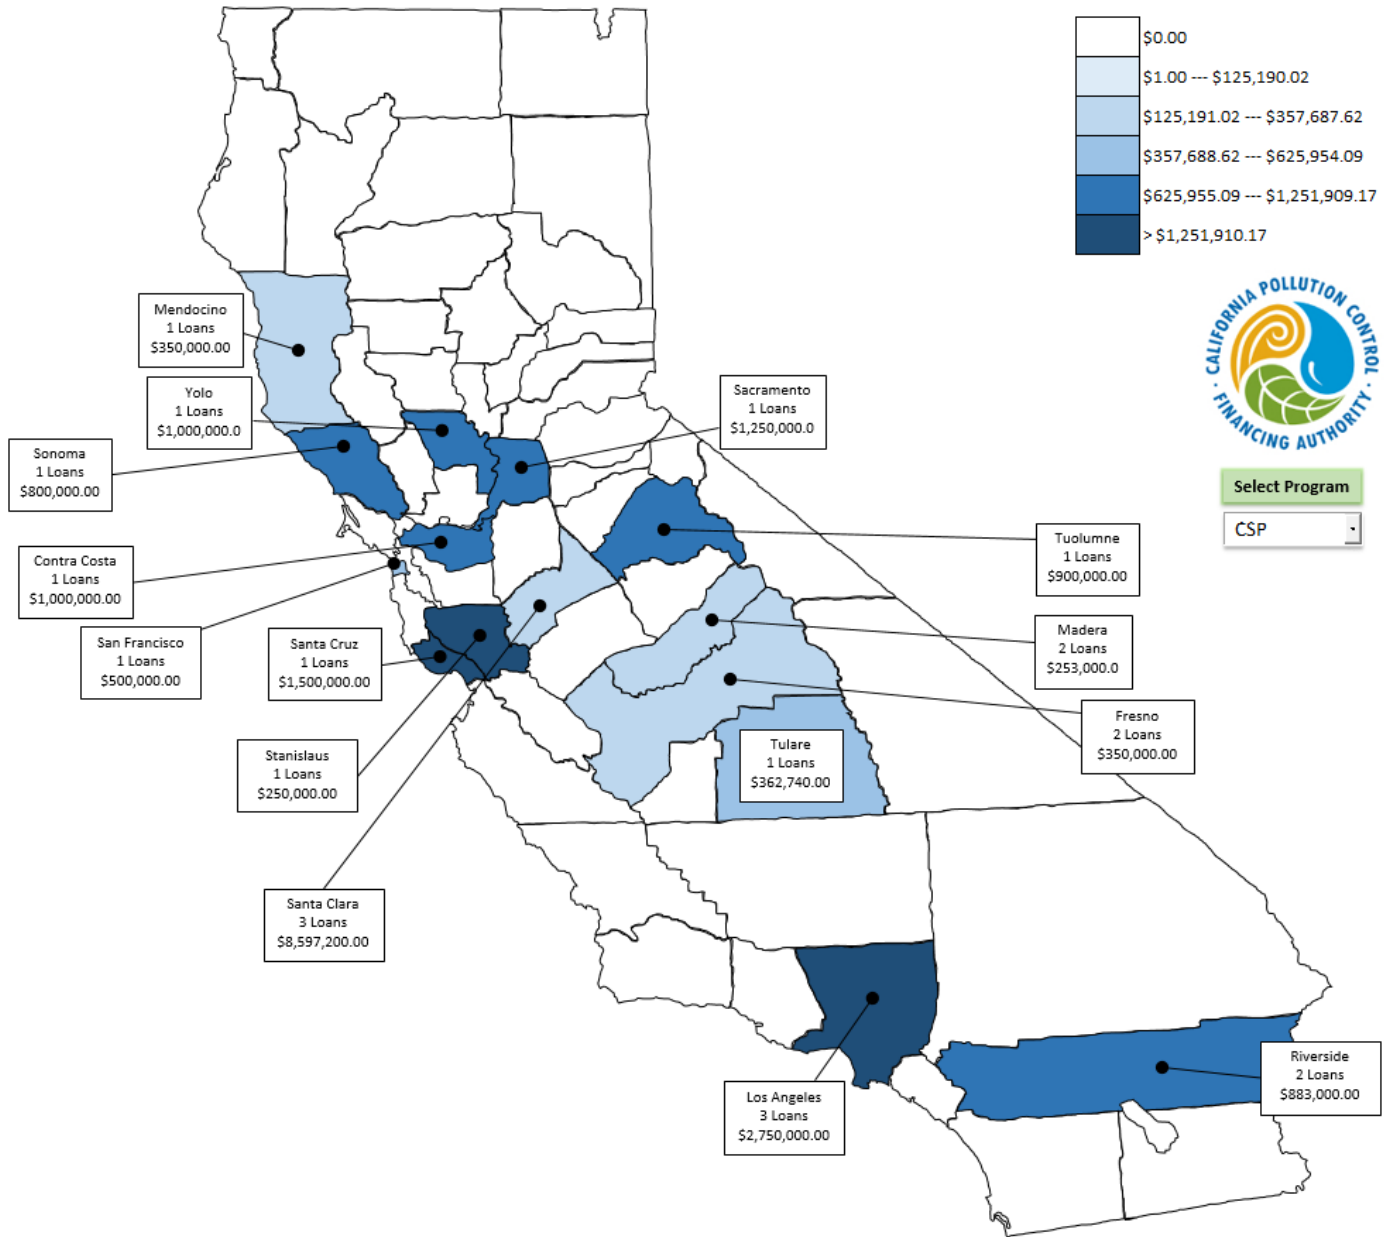 $0.00
$1.00 --- $125,190.02
$125,191.02 --- $357,687.62
$357,688.62 --- $625,954.09
$625,955.09 --- $1,251,909.17
> $1,251,910.17
CALIFORNIA POLLUTION CONTROL
· FINANCING AUTHORITY ·
Select Program
CSP
Mendocino
1 Loans
$350,000.00
Yolo
1 Loans
$1,000,000.0
Sacramento
1 Loans
$1,250,000.0
Sonoma
1 Loans
$800,000.00
Contra Costa
1 Loans
$1,000,000.00
Tuolumne
1 Loans
$900,000.00
San Francisco
1 Loans
$500,000.00
Santa Cruz
1 Loans
$1,500,000.00
Madera
2 Loans
$253,000.0
Fresno
2 Loans
$350,000.00
Tulare
1 Loans
$362,740.00
Stanislaus
1 Loans
$250,000.00
Santa Clara
3 Loans
$8,597,200.00
Los Angeles
3 Loans
$2,750,000.00
Riverside
2 Loans
$883,000.00